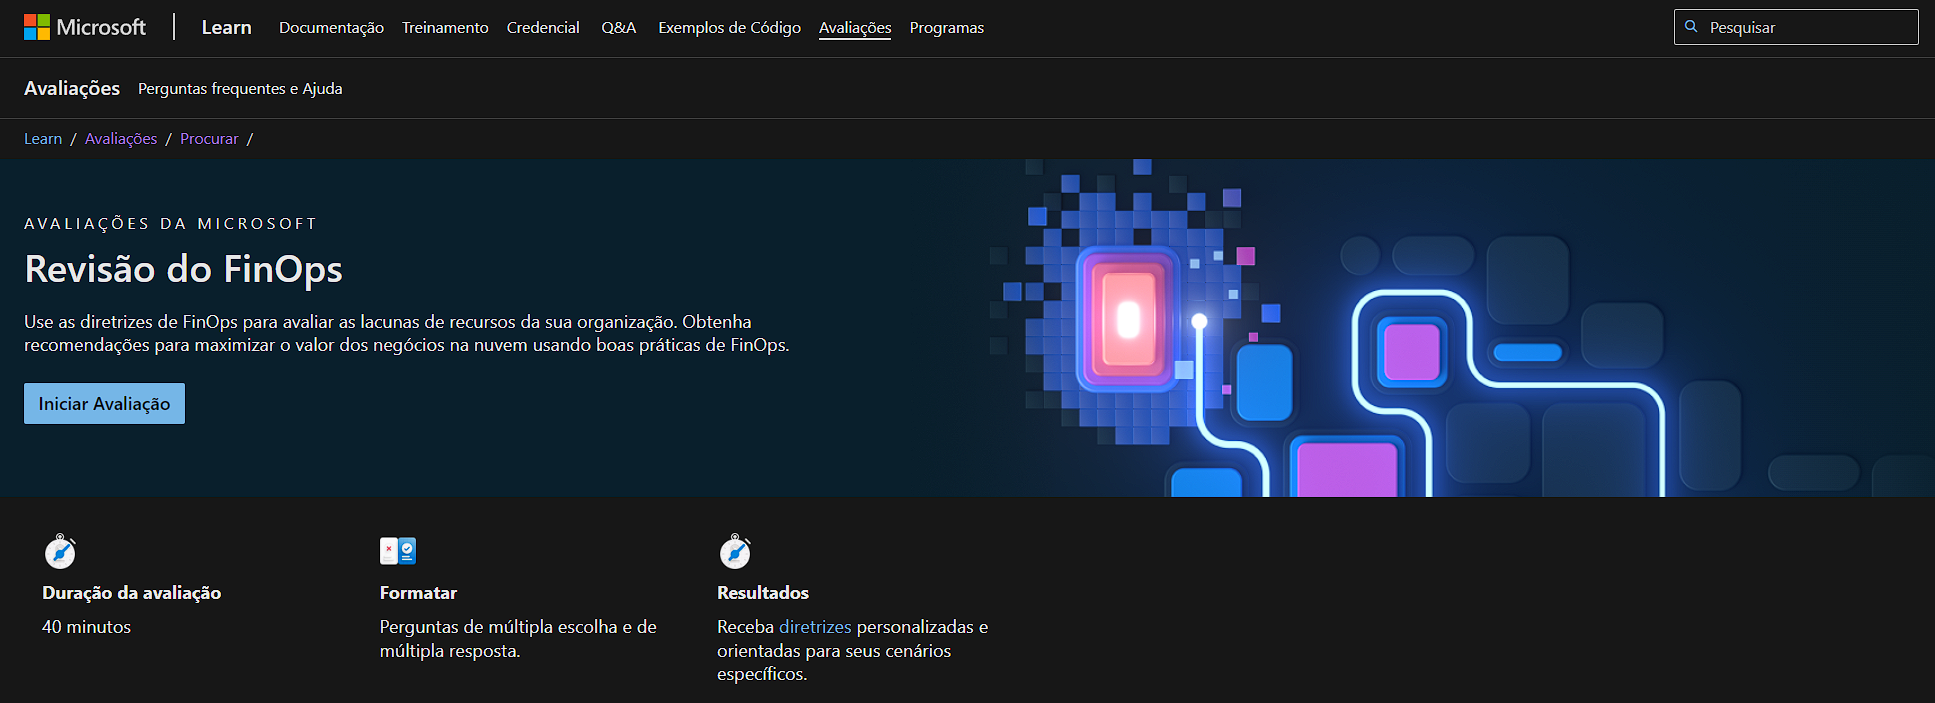 Microsoft | Learn Documentação Treinamento Credencial Q&A Exemplos de Código Avaliações Programas Pesquisar
Avaliações Perguntas frequentes e Ajuda
Learn / Avaliações / Procurar /
AVALIAÇÕES DA MICROSOFT
Revisão do FinOps
Use as diretrizes de FinOps para avaliar as lacunas de recursos da sua organização. Obtenha
recomendações para maximizar o valor dos negócios na nuvem usando boas práticas de FinOps.
Iniciar Avaliação
Duração da avaliação
40 minutos
Formatar
Perguntas de múltipla escolha e de
múltipla resposta.
Resultados
Receba diretrizes personalizadas e
orientadas para seus cenários
específicos.